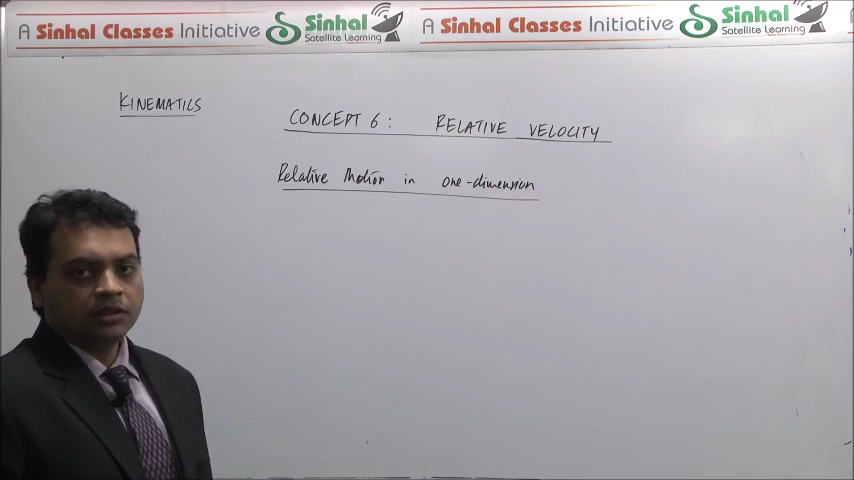 A Sinhal Classes Initiative Sinhal Satellite Learning A Sinhal Classes Initiative Sinhal Satellite Learning A
KINEMATICS
CONCEPT 6: RELATIVE VELOCITY
Relative Motion in one-dimension